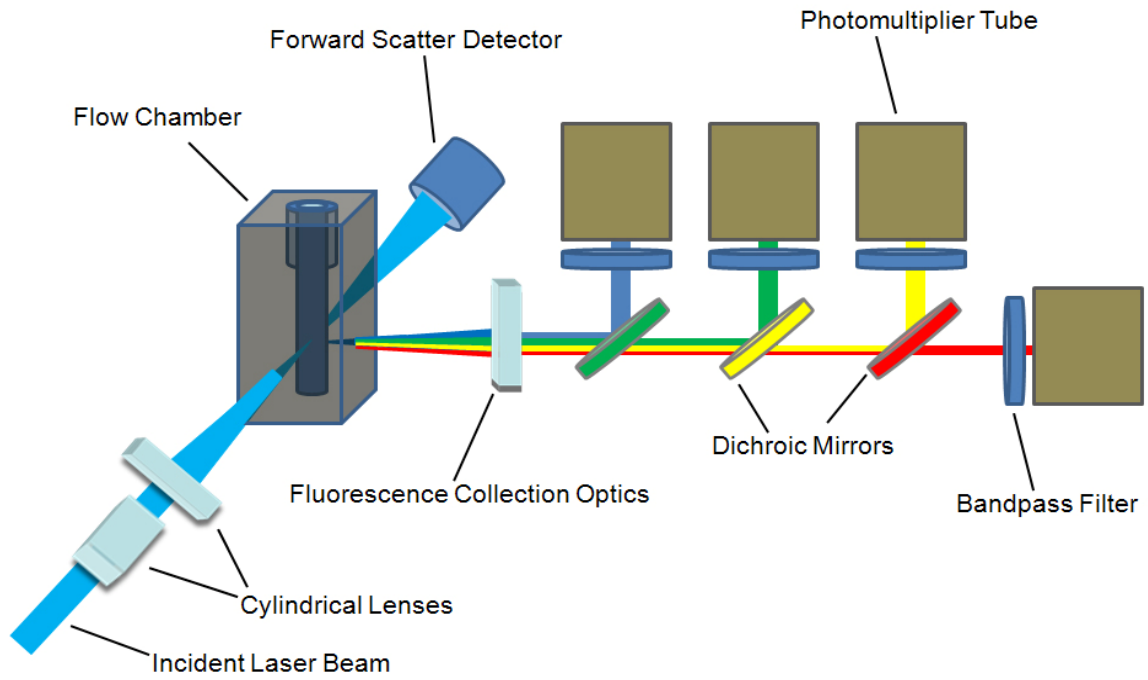 Photomultiplier Tube
Forward Scatter Detector
Flow Chamber
Dichroic Mirrors
Fluorescence Collection Optics
Bandpass Filter
Cylindrical Lenses
Incident Laser Beam